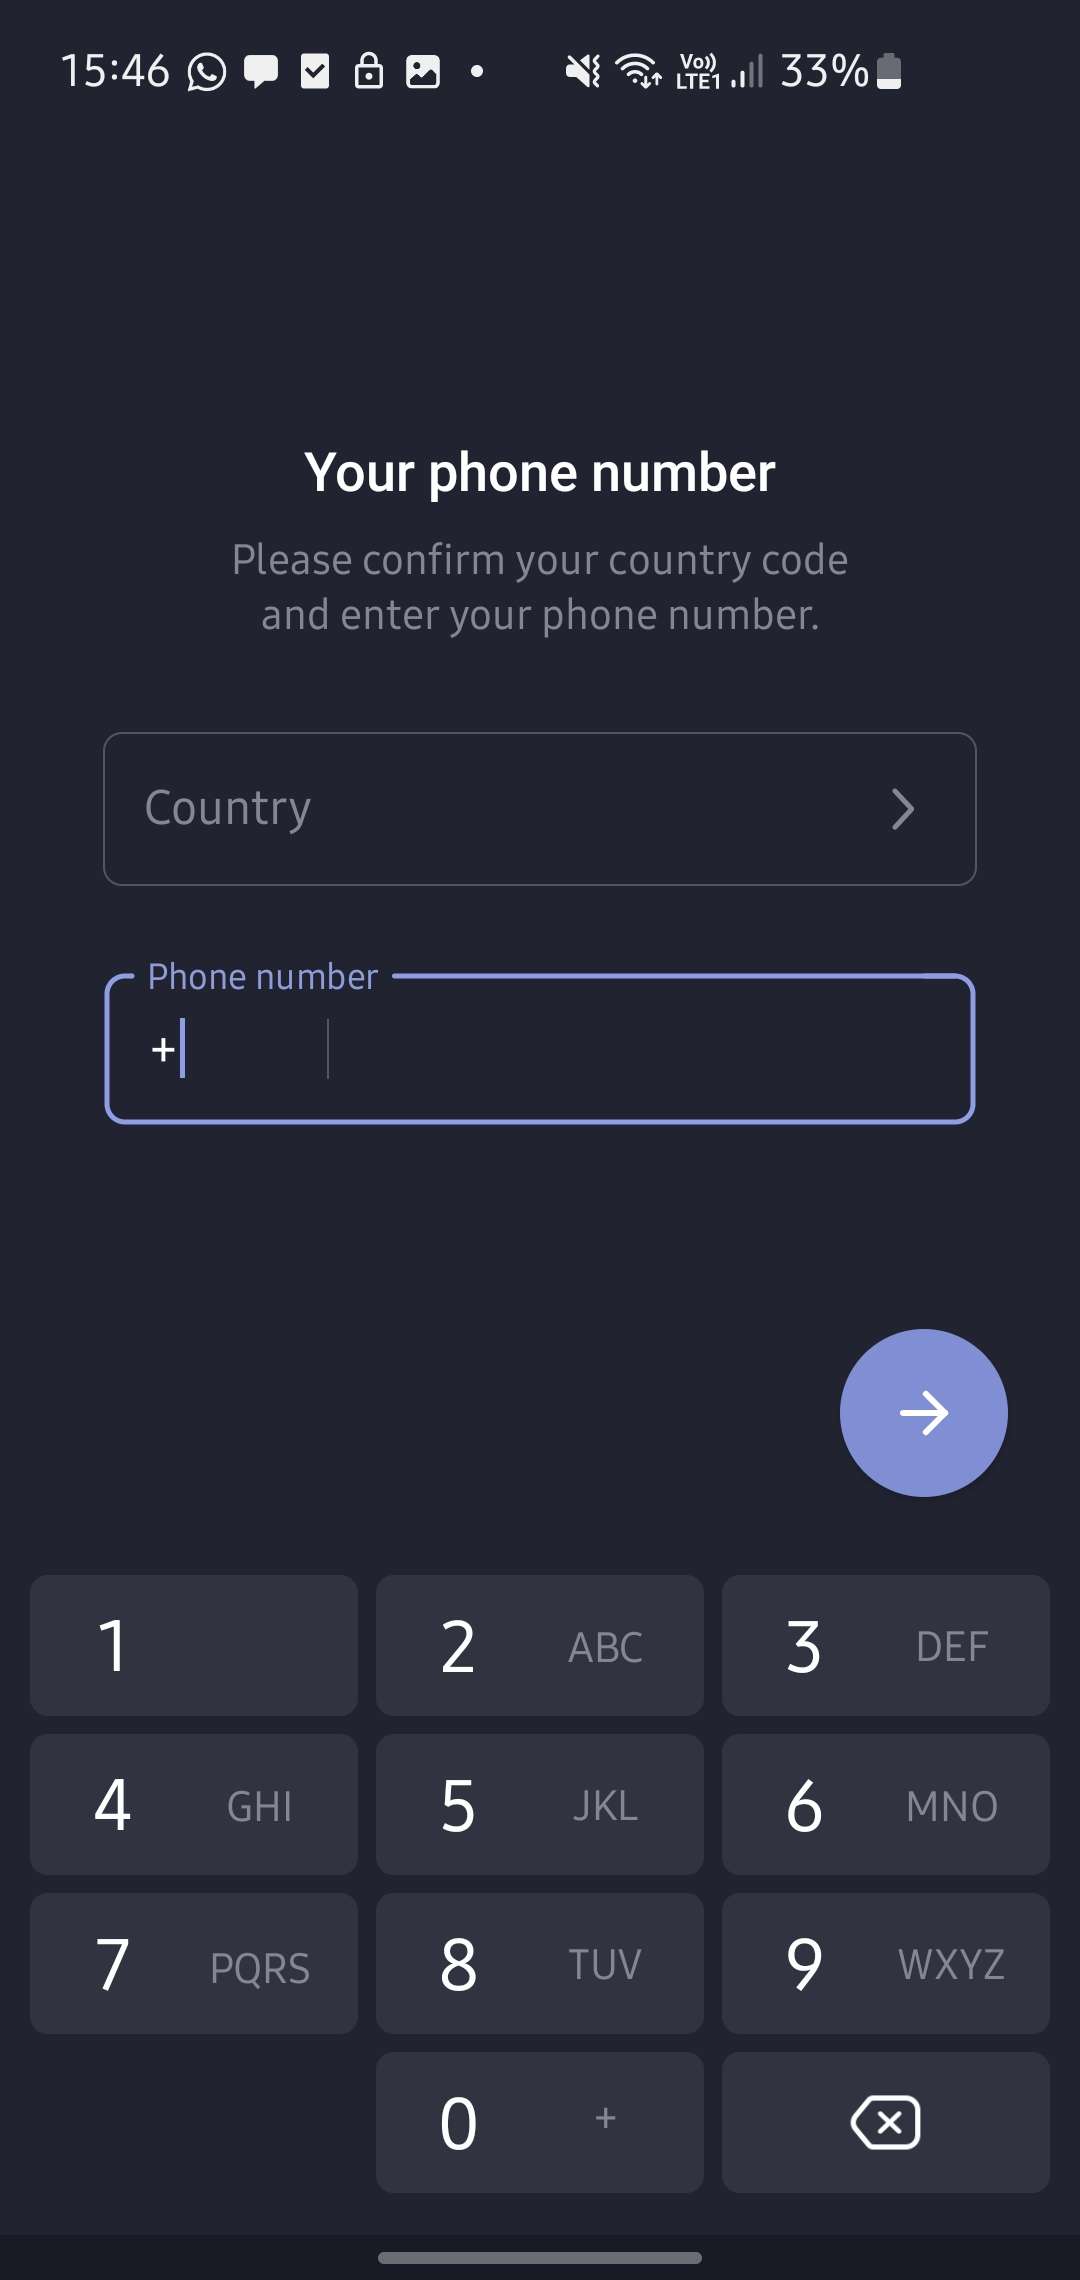 15:46 Vo)) LTE1 33%
Your phone number
Please confirm your country code
and enter your phone number.
Country
Phone number
+
1 2 ABC 3 DEF
4 GHI 5 JKL 6 MNO
7 PQRS 8 TUV 9 WXYZ
0 +